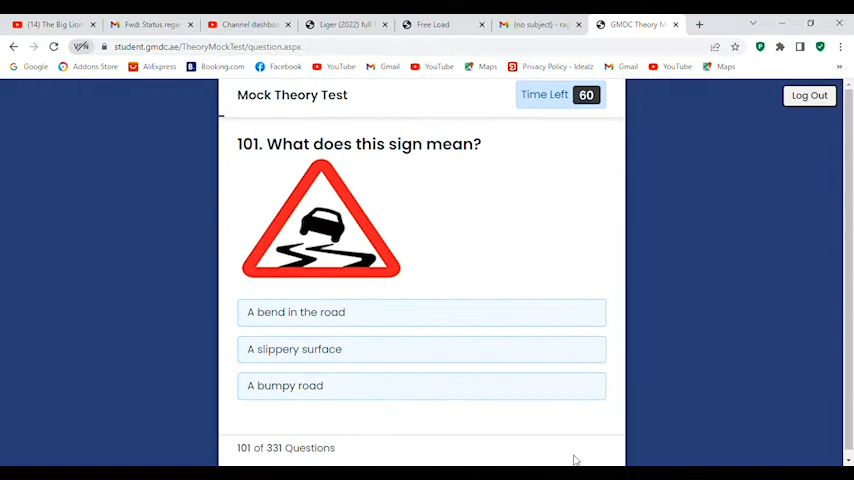 (14) The Big Lion
Fwd: Status rega
Channel dashboa
Liger (2022) full
Free Load
(no subject) - rag
GMDC Theory M
VPN
student.gmdc.ae/TheoryMockTest/question.aspx
Google
Addons Store
AliExpress
Booking.com
Facebook
YouTube
Gmail
YouTube
Maps
Privacy Policy - Idealz
Gmail
YouTube
Maps
Mock Theory Test
Time Left 60
Log Out
101. What does this sign mean?
A bend in the road
A slippery surface
A bumpy road
101 of 331 Questions